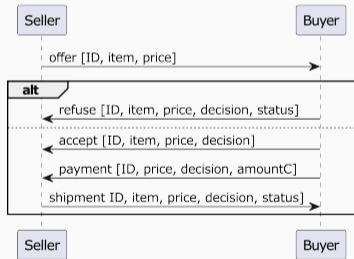 Seller Buyer
offer [ID, item, price]
alt
refuse [ID, item, price, decision, status]
accept [ID, item, price, decision]
payment [ID, price, decision, amountC]
shipment ID, item, price, decision, status]
Seller Buyer